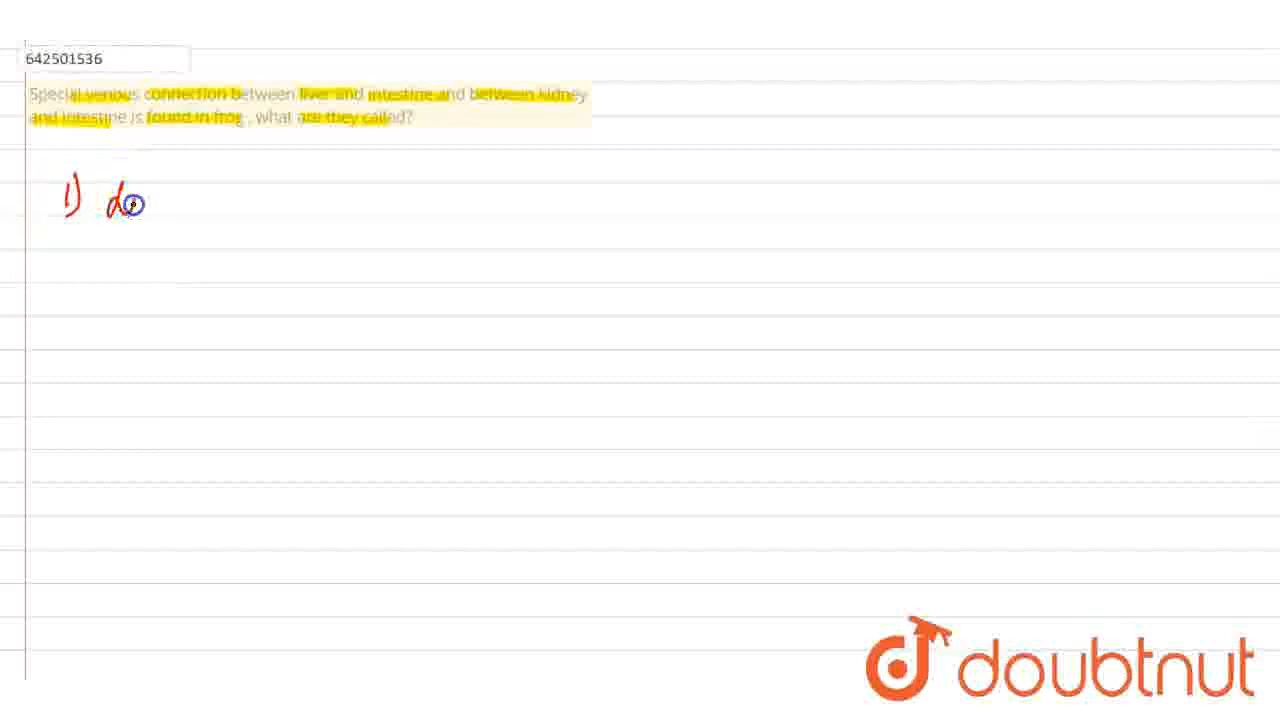 642501536
Special venous connection between liver and intestine and between kidney
and intestine is found in frog , what are they called?
1)
doubtnut